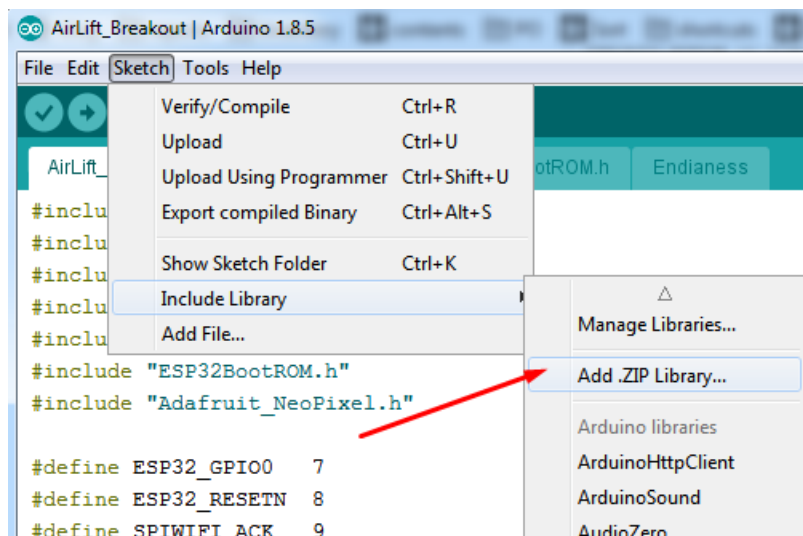 AirLift_Breakout | Arduino 1.8.5
File Edit Sketch Tools Help
Verify/Compile Ctrl+R
Upload Ctrl+U
Upload Using Programmer Ctrl+Shift+U
Export compiled Binary Ctrl+Alt+S
Show Sketch Folder Ctrl+K
Include Library
Add File...
Manage Libraries...
Add .ZIP Library...
Arduino libraries
ArduinoHttpClient
ArduinoSound
AudioZero
AirLift_
otROM.h Endianess
#inclu
#inclu
#inclu
#inclu
#inclu
#include "ESP32BootROM.h"
#include "Adafruit_NeoPixel.h"
#define ESP32_GPIO0 7
#define ESP32_RESETN 8
#define SPIWIFI_ACK 9